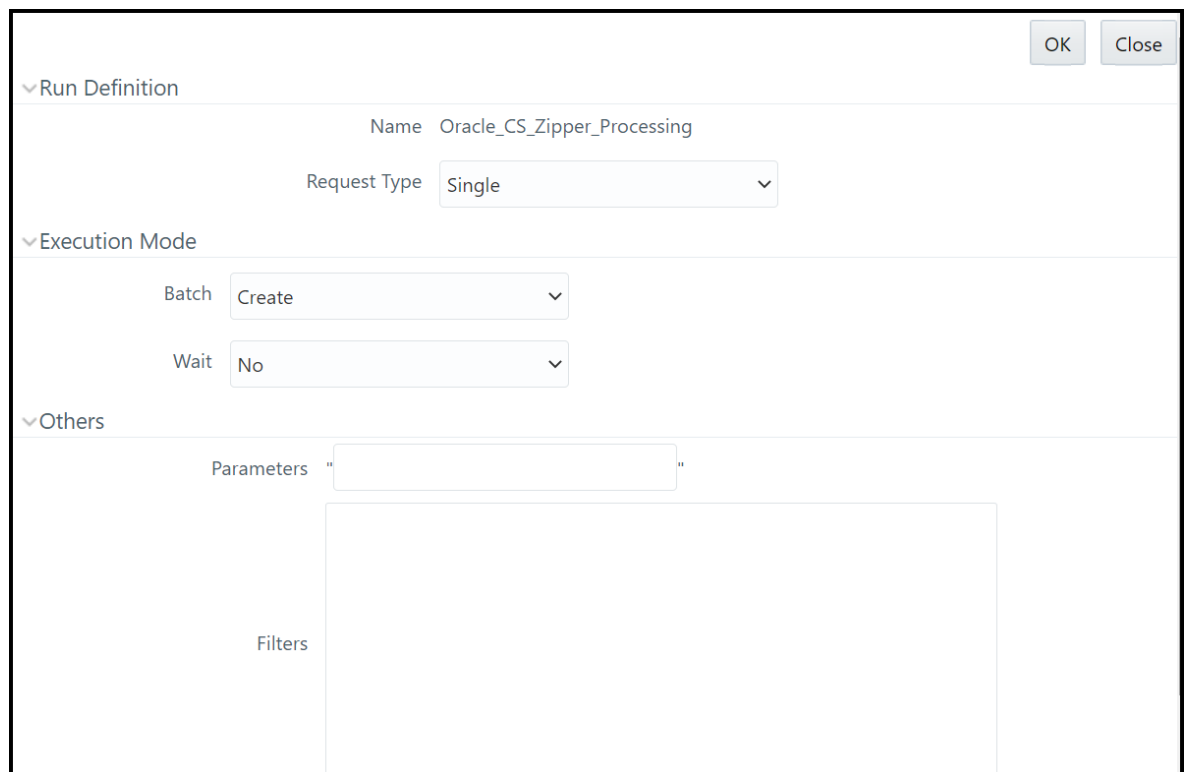 OK Close
Run Definition
Name Oracle_CS_Zipper_Processing
Request Type Single
Execution Mode
Batch Create
Wait No
Others
Parameters " "
Filters